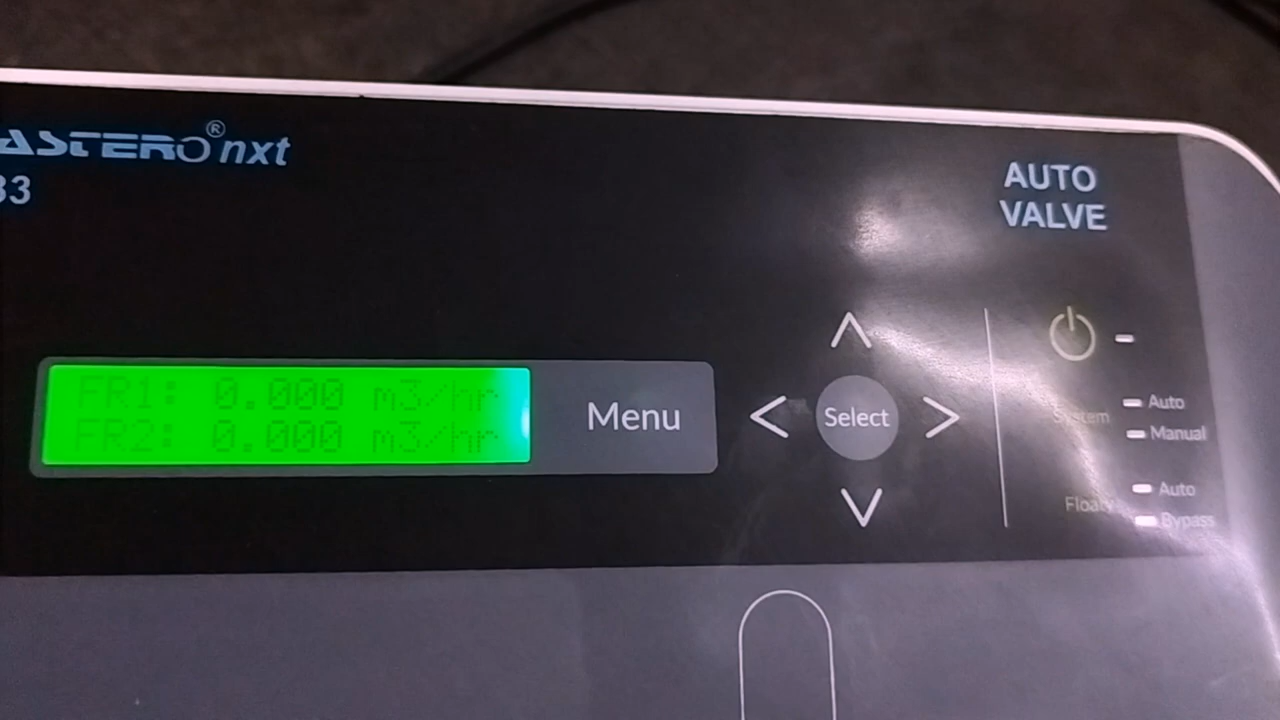 ASTERO® nxt
33
AUTO
VALVE
FR1: 0.000 m3/hr
FR2: 0.000 m3/hr
Menu
Select
System
Auto
Manual
Auto
Bypass